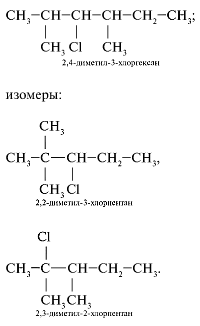 CH₃−CH−CH−CH−CH₂−CH₃;
CH₃ Cl CH₃
2,4-диметил-3-хлоргексан
изомеры:
CH₃
CH₃−C−CH−CH₂−CH₃,
CH₃ Cl
2,2-диметил-3-хлорпентан
Cl
CH₃−C−CH−CH₂−CH₃.
CH₃ CH₃
2,3-диметил-2-хлорпентан